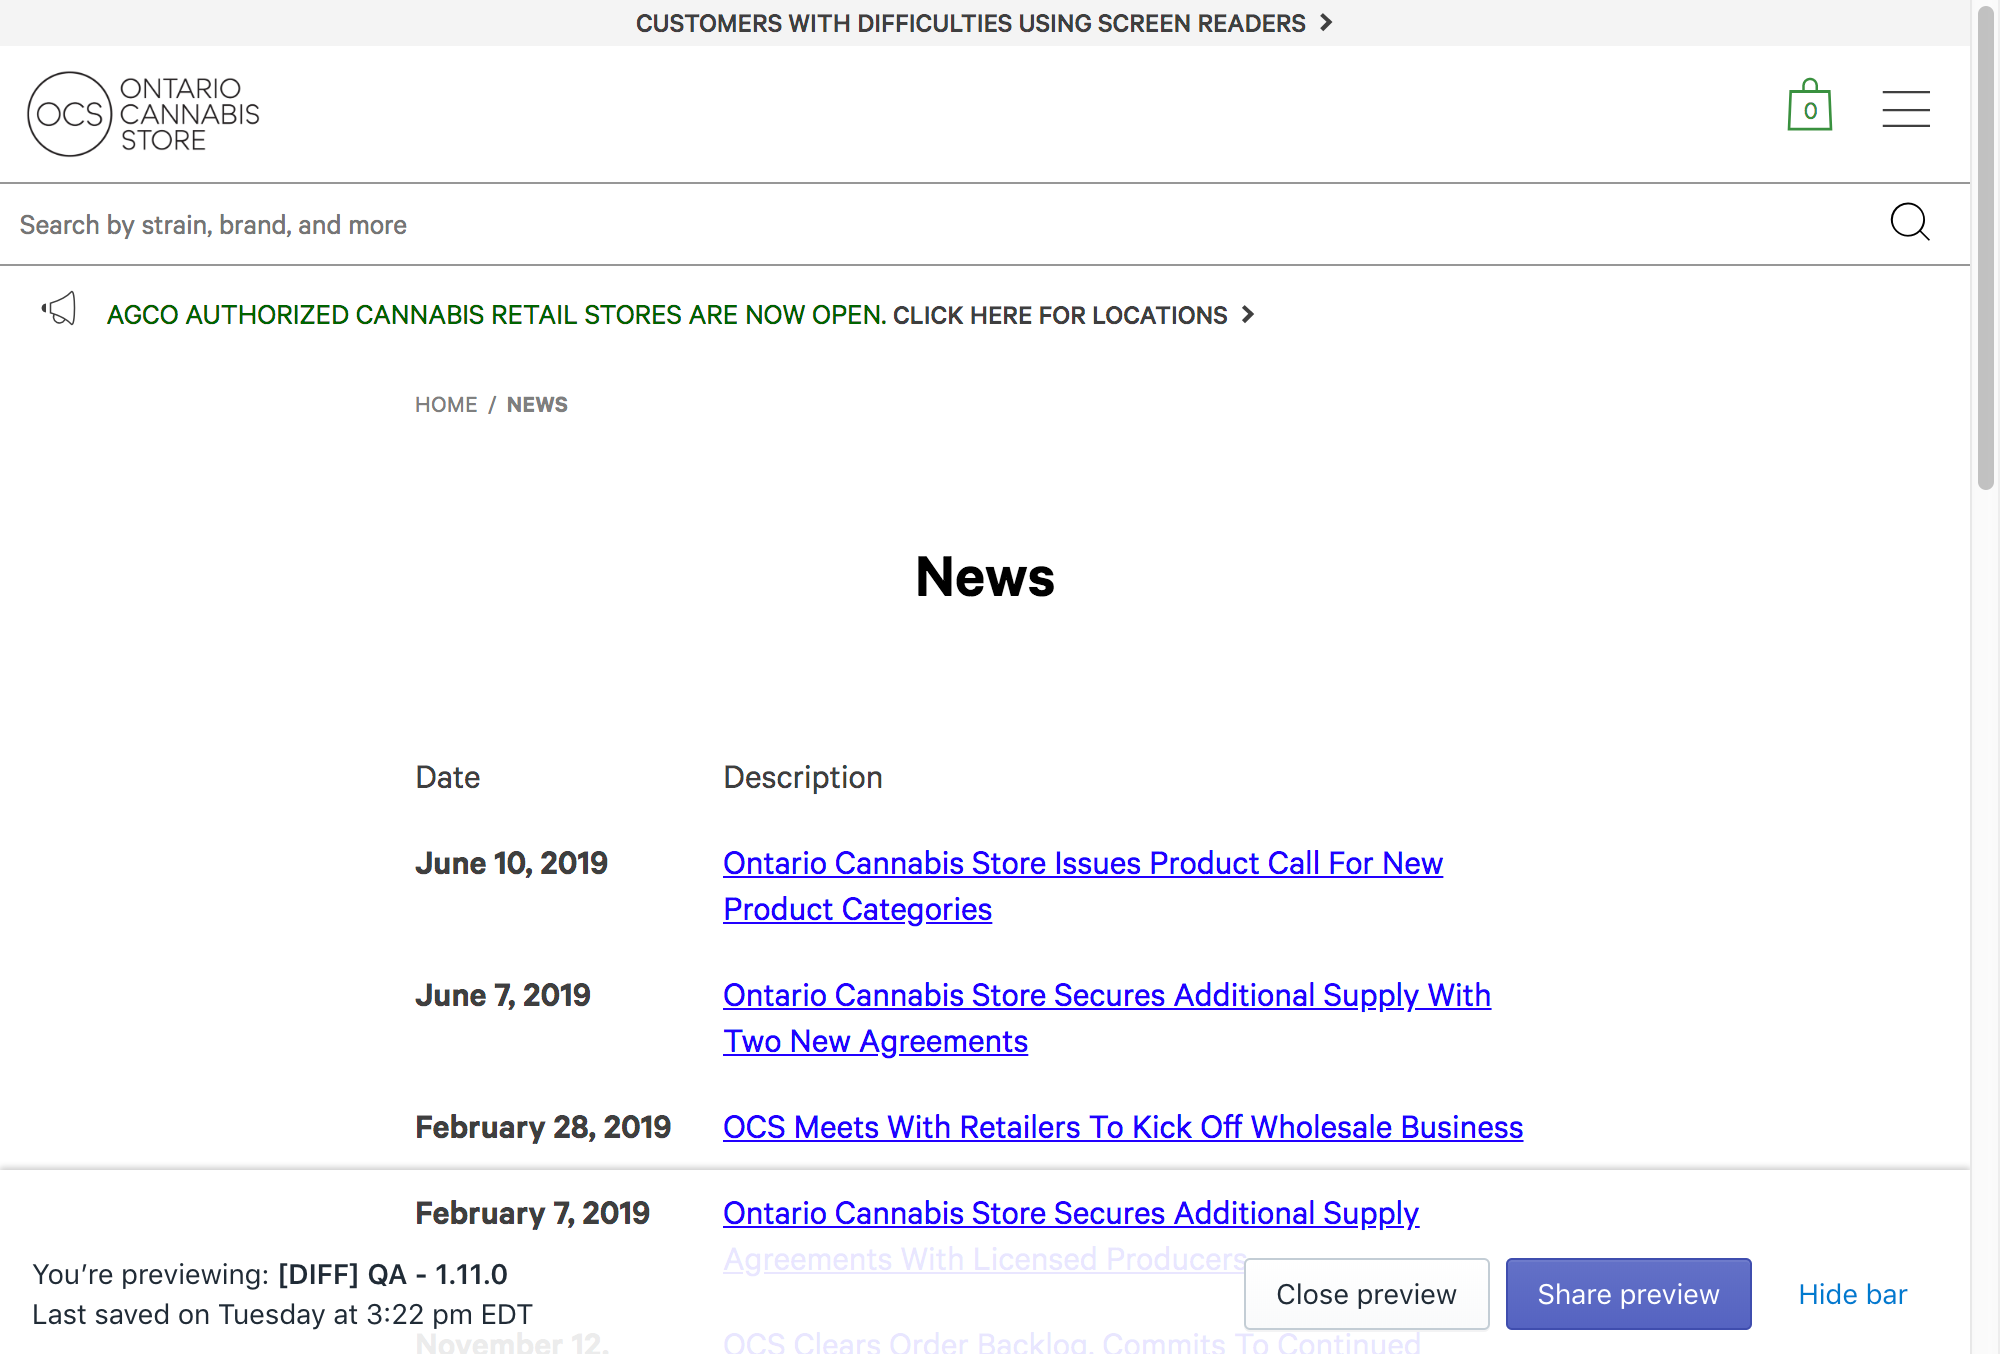 CUSTOMERS WITH DIFFICULTIES USING SCREEN READERS
OCS
ONTARIO
CANNABIS
STORE
0
Search by strain, brand, and more
AGCO AUTHORIZED CANNABIS RETAIL STORES ARE NOW OPEN. CLICK HERE FOR LOCATIONS
HOME / NEWS
News
Date Description
June 10, 2019 Ontario Cannabis Store Issues Product Call For New
Product Categories
June 7, 2019 Ontario Cannabis Store Secures Additional Supply With
Two New Agreements
February 28, 2019 OCS Meets With Retailers To Kick Off Wholesale Business
February 7, 2019 Ontario Cannabis Store Secures Additional Supply
Agreements With Licensed Producers
You're previewing: [DIFF] QA - 1.11.0
Last saved on Tuesday at 3:22 pm EDT
Close preview Share preview Hide bar
November 12, OCS Clears Order Backlog, Commits To Continued